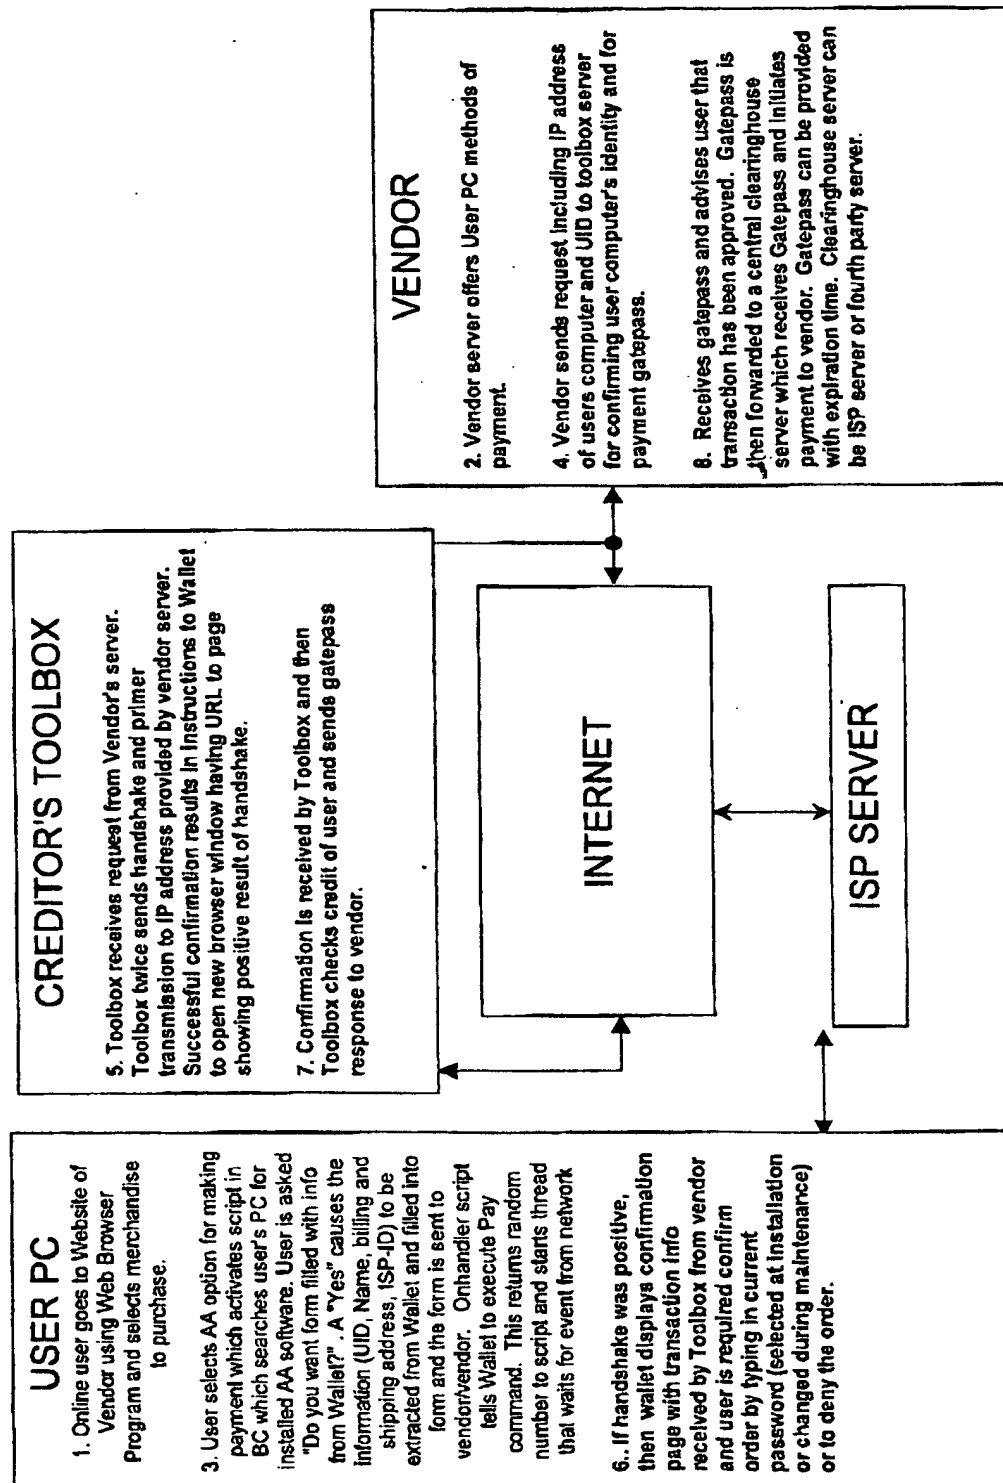 USER PC
1. Online user goes to Website of
Vendor using Web Browser
Program and selects merchandise
to purchase.
3. User selects AA option for making
payment which activates script in
BC which searches user's PC for
installed AA software. User is asked
"Do you want form filled with info
from Wallet?" . A "Yes" causes the
information (UID, Name, billing and
shipping address, ISP-ID) to be
extracted from Wallet and filled into
form and the form is sent to
vendor/vendor. Onhandler script
tells Wallet to execute Pay
command. This returns random
number to script and starts thread
that waits for event from network
6.. If handshake was positive,
then wallet displays confirmation
page with transaction info
received by Toolbox from vendor
and user is required confirm
order by typing in current
password (selected at installation
or changed during maintenance)
or to deny the order.
CREDITOR'S TOOLBOX
5. Toolbox receives request from Vendor's server.
Toolbox twice sends handshake and primer
transmission to IP address provided by vendor server.
Successful confirmation results in instructions to Wallet
to open new browser window having URL to page
showing positive result of handshake.
7. Confirmation is received by Toolbox and then
Toolbox checks credit of user and sends gatepass
response to vendor.
INTERNET
ISP SERVER
VENDOR
2. Vendor server offers User PC methods of
payment.
4. Vendor sends request including IP address
of users computer and UID to toolbox server
for confirming user computer's identity and for
payment gatepass.
8. Receives gatepass and advises user that
transaction has been approved. Gatepass is
then forwarded to a central clearinghouse
server which receives Gatepass and initiates
payment to vendor. Gatepass can be provided
with expiration time. Clearinghouse server can
be ISP server or fourth party server.